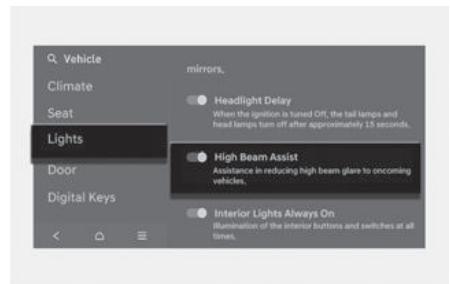 Vehicle
Climate
Seat
Lights
Door
Digital Keys
mirrors,
Headlight Delay
When the ignition is turned Off, the tail lamps and
head lamps turn off after approximately 15 seconds.
High Beam Assist
Assistance in reducing high beam glare to oncoming
vehicles.
Interior Lights Always On
Illumination of the interior buttons and switches at all
times.